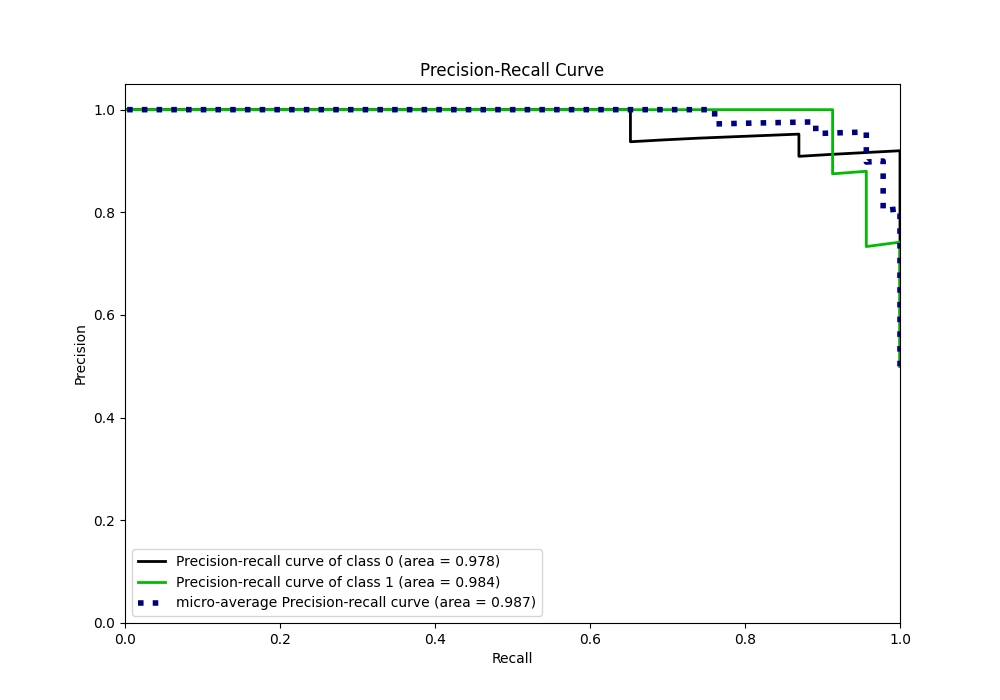 Precision-Recall Curve
1.0
0.8
0.6
0.4
0.2
0.0
Precision
Precision-recall curve of class 0 (area = 0.978)
Precision-recall curve of class 1 (area = 0.984)
micro-average Precision-recall curve (area = 0.987)
0.0 0.2 0.4 0.6 0.8 1.0
Recall